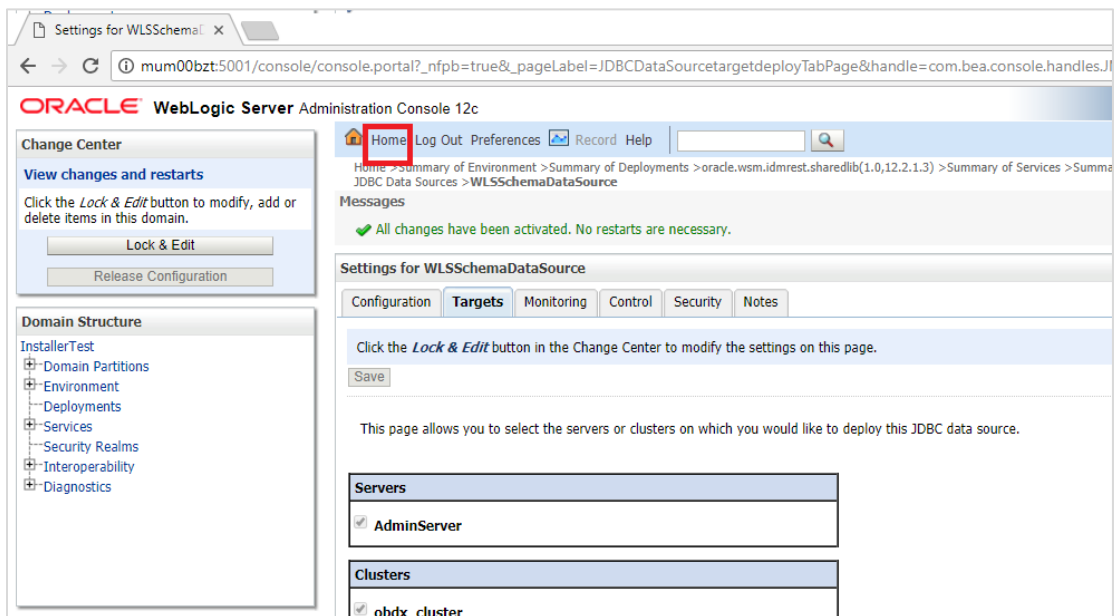 Settings for WLSSchemaD
mum00bzt:5001/console/console.portal?_nfpb=true&_pageLabel=JDBCDataSourcetargetdeployTabPage&handle=com.bea.console.handles.JI
ORACLE WebLogic Server Administration Console 12c
Change Center
View changes and restarts
Click the Lock & Edit button to modify, add or
delete items in this domain.
Lock & Edit
Release Configuration
Domain Structure
InstallerTest
Domain Partitions
Environment
Deployments
Services
Security Realms
Interoperability
Diagnostics
Home Log Out Preferences Record Help
Home >Summary of Environment >Summary of Deployments >oracle.wsm.idmrest.sharedlib(1.0,12.2.1.3) >Summary of Services >Summa
JDBC Data Sources >WLSSchemaDataSource
Messages
All changes have been activated. No restarts are necessary.
Settings for WLSSchemaDataSource
Configuration Targets Monitoring Control Security Notes
Click the Lock & Edit button in the Change Center to modify the settings on this page.
Save
This page allows you to select the servers or clusters on which you would like to deploy this JDBC data source.
Servers
AdminServer
Clusters
obdx_cluster